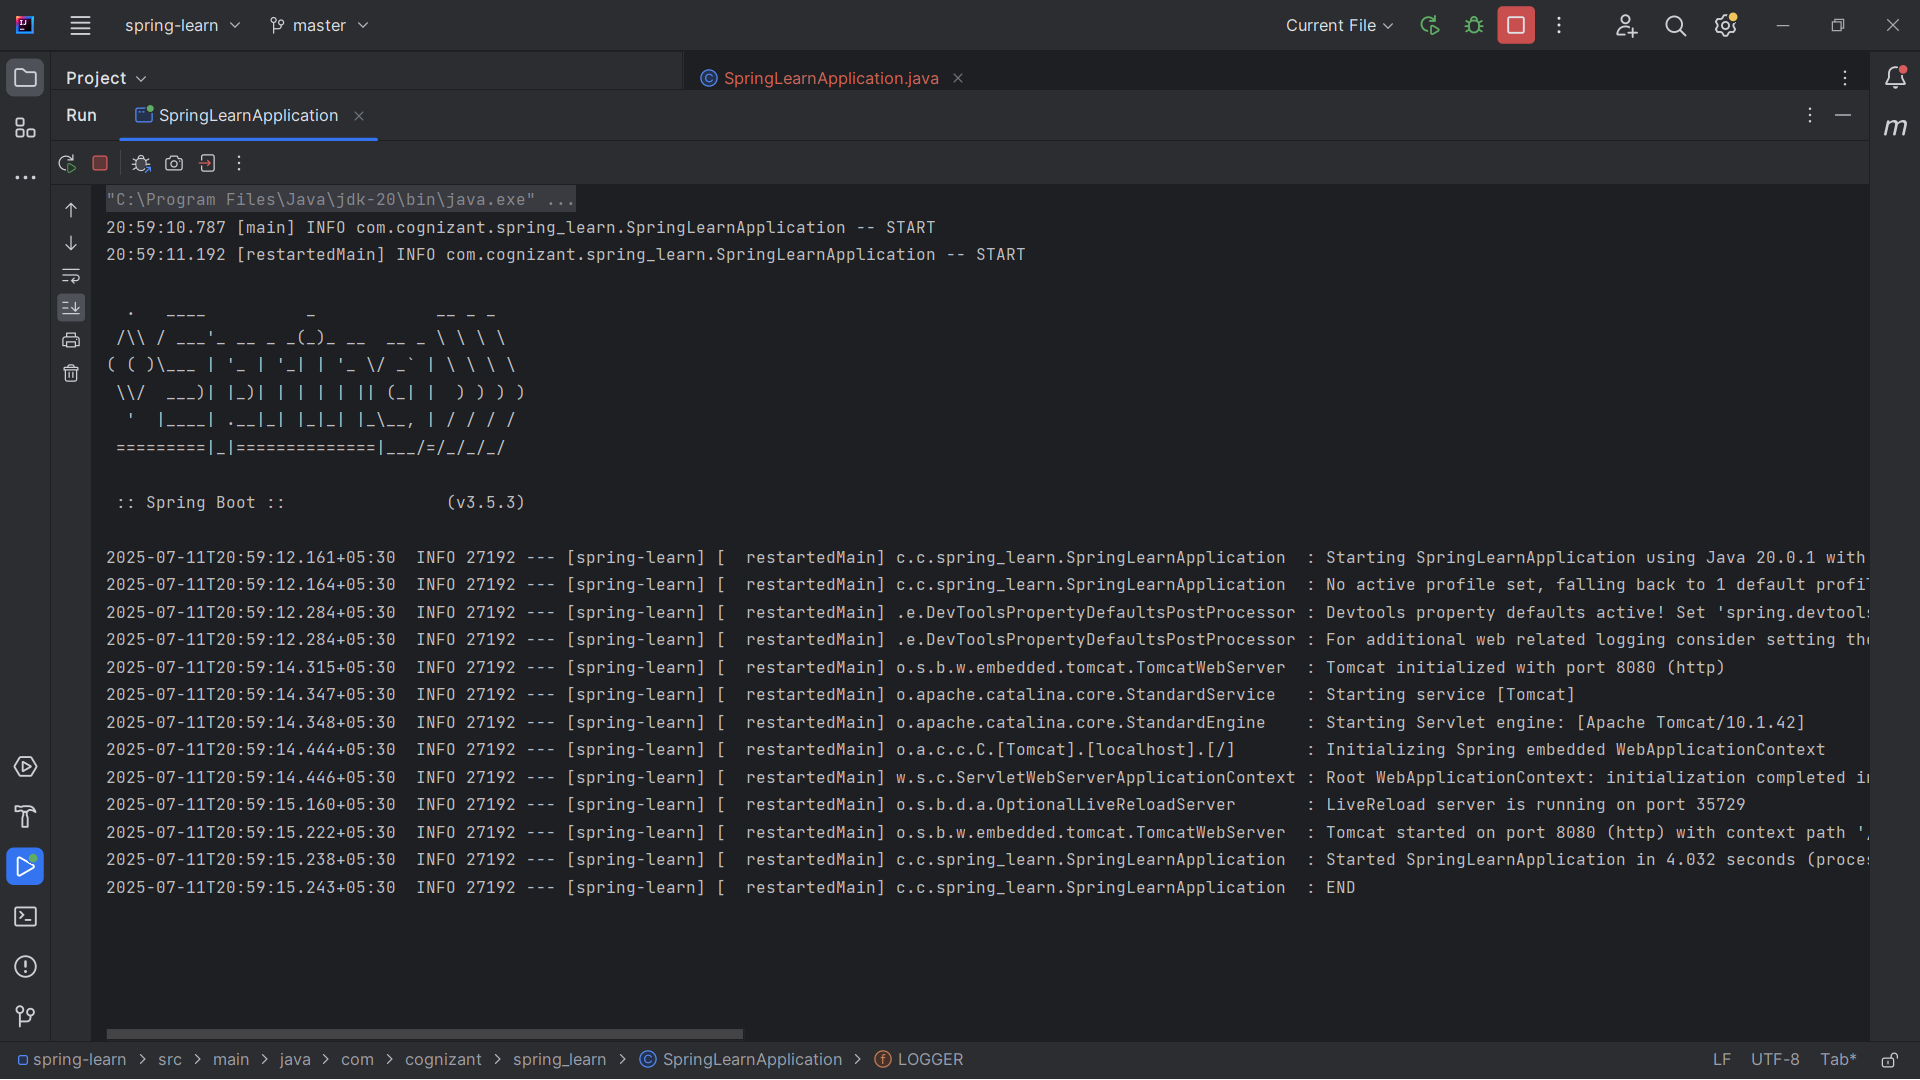 spring-learn master Current File
Project SpringLearnApplication.java
Run SpringLearnApplication
"C:\Program Files\Java\jdk-20\bin\java.exe" ...
20:59:10.787 [main] INFO com.cognizant.spring_learn.SpringLearnApplication -- START
20:59:11.192 [restartedMain] INFO com.cognizant.spring_learn.SpringLearnApplication -- START
  .   ____          _            __ _ _
 /\\ / ___'_ __ _ _(_)_ __  __ _ \ \ \ \
( ( )\___ | '_ | '_| | '_ \/ _` | \ \ \ \
 \\/  ___)| |_)| | | | | || (_| |  ) ) ) )
  '  |____| .__|_| |_|_| |_\__, | / / / /
 =========|_|==============|___/=/_/_/_/
 :: Spring Boot ::                (v3.5.3)
2025-07-11T20:59:12.161+05:30  INFO 27192 --- [spring-learn] [  restartedMain] c.c.spring_learn.SpringLearnApplication  : Starting SpringLearnApplication using Java 20.0.1 with
2025-07-11T20:59:12.164+05:30  INFO 27192 --- [spring-learn] [  restartedMain] c.c.spring_learn.SpringLearnApplication  : No active profile set, falling back to 1 default profi
2025-07-11T20:59:12.284+05:30  INFO 27192 --- [spring-learn] [  restartedMain] .e.DevToolsPropertyDefaultsPostProcessor : Devtools property defaults active! Set 'spring.devtools
2025-07-11T20:59:12.284+05:30  INFO 27192 --- [spring-learn] [  restartedMain] .e.DevToolsPropertyDefaultsPostProcessor : For additional web related logging consider setting the
2025-07-11T20:59:14.315+05:30  INFO 27192 --- [spring-learn] [  restartedMain] o.s.b.w.embedded.tomcat.TomcatWebServer  : Tomcat initialized with port 8080 (http)
2025-07-11T20:59:14.347+05:30  INFO 27192 --- [spring-learn] [  restartedMain] o.apache.catalina.core.StandardService   : Starting service [Tomcat]
2025-07-11T20:59:14.348+05:30  INFO 27192 --- [spring-learn] [  restartedMain] o.apache.catalina.core.StandardEngine    : Starting Servlet engine: [Apache Tomcat/10.1.42]
2025-07-11T20:59:14.444+05:30  INFO 27192 --- [spring-learn] [  restartedMain] o.a.c.c.C.[Tomcat].[localhost].[/]       : Initializing Spring embedded WebApplicationContext
2025-07-11T20:59:14.446+05:30  INFO 27192 --- [spring-learn] [  restartedMain] w.s.c.ServletWebServerApplicationContext : Root WebApplicationContext: initialization completed in
2025-07-11T20:59:15.160+05:30  INFO 27192 --- [spring-learn] [  restartedMain] o.s.b.d.a.OptionalLiveReloadServer       : LiveReload server is running on port 35729
2025-07-11T20:59:15.222+05:30  INFO 27192 --- [spring-learn] [  restartedMain] o.s.b.w.embedded.tomcat.TomcatWebServer  : Tomcat started on port 8080 (http) with context path '/
2025-07-11T20:59:15.238+05:30  INFO 27192 --- [spring-learn] [  restartedMain] c.c.spring_learn.SpringLearnApplication  : Started SpringLearnApplication in 4.032 seconds (proces
2025-07-11T20:59:15.243+05:30  INFO 27192 --- [spring-learn] [  restartedMain] c.c.spring_learn.SpringLearnApplication  : END
spring-learn > src > main > java > com > cognizant > spring_learn > SpringLearnApplication > LOGGER LF UTF-8 Tab*